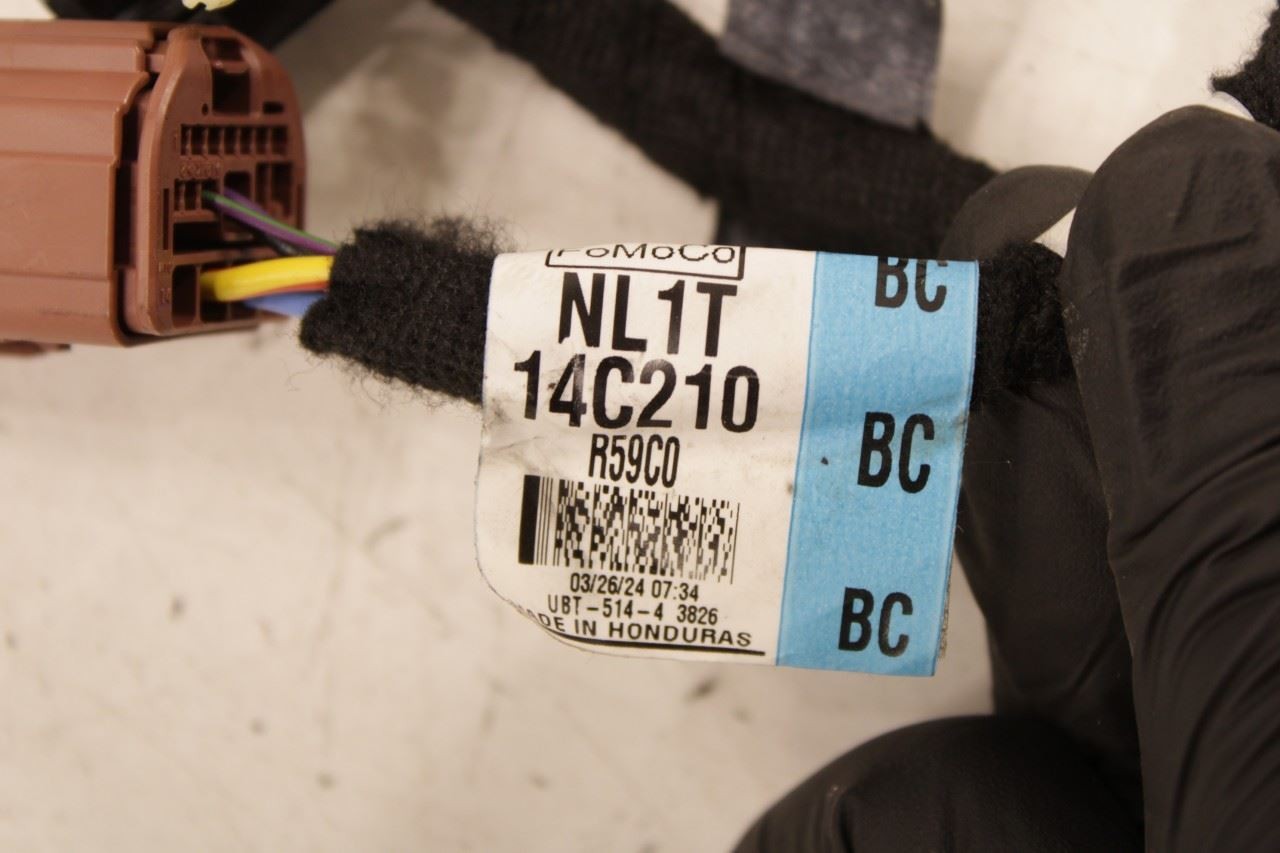 FoMoCo
NL1T
14C210
R59C0
03/26/24 07:34
UBT-514-4 3826
MADE IN HONDURAS
BC
BC
BC